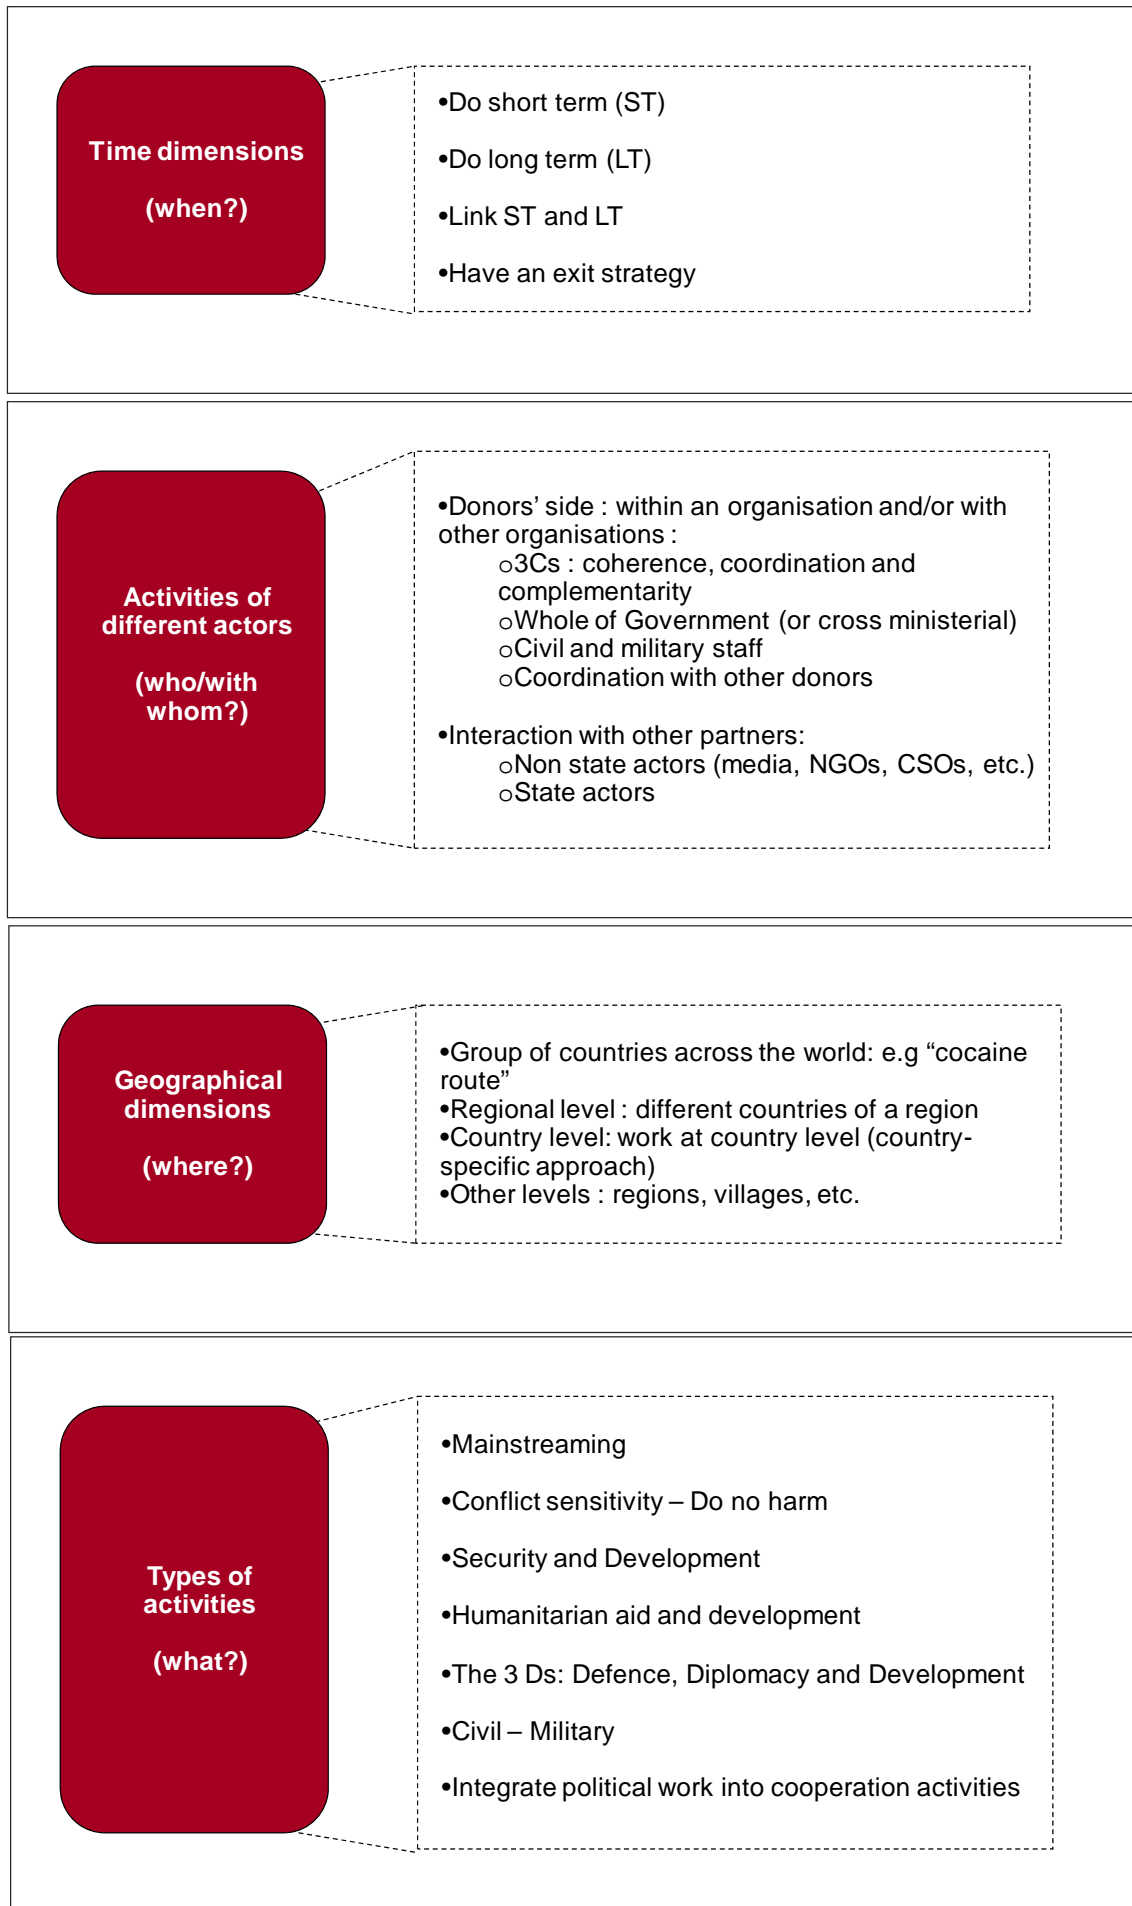 Time dimensions
(when?)
•Do short term (ST)
•Do long term (LT)
•Link ST and LT
•Have an exit strategy
Activities of
different actors
(who/with
whom?)
•Donors’ side : within an organisation and/or with
other organisations :
o3Cs : coherence, coordination and
complementarity
oWhole of Government (or cross ministerial)
oCivil and military staff
oCoordination with other donors
•Interaction with other partners:
oNon state actors (media, NGOs, CSOs, etc.)
oState actors
Geographical
dimensions
(where?)
•Group of countries across the world: e.g “cocaine
route”
•Regional level : different countries of a region
•Country level: work at country level (country-
specific approach)
•Other levels : regions, villages, etc.
Types of
activities
(what?)
•Mainstreaming
•Conflict sensitivity – Do no harm
•Security and Development
•Humanitarian aid and development
•The 3 Ds: Defence, Diplomacy and Development
•Civil – Military
•Integrate political work into cooperation activities